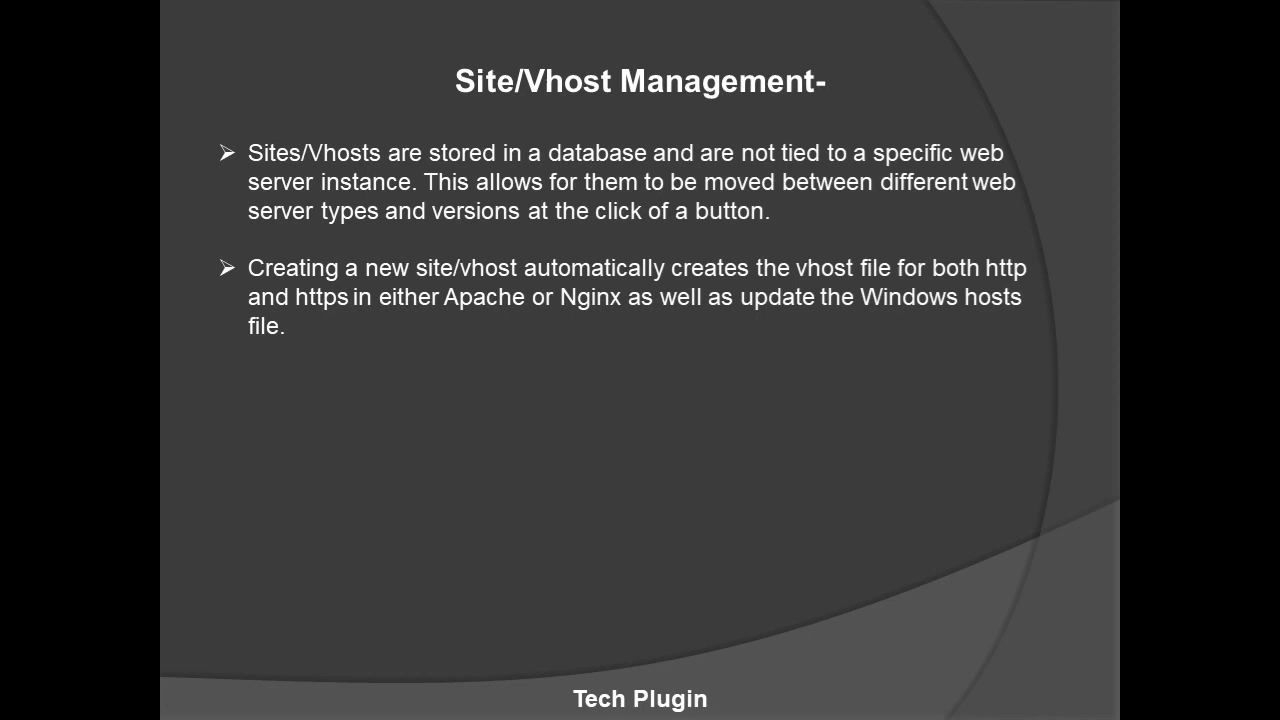 Site/Vhost Management-
➢ Sites/Vhosts are stored in a database and are not tied to a specific web
server instance. This allows for them to be moved between different web
server types and versions at the click of a button.
➢ Creating a new site/vhost automatically creates the vhost file for both http
and https in either Apache or Nginx as well as update the Windows hosts
file.
Tech Plugin